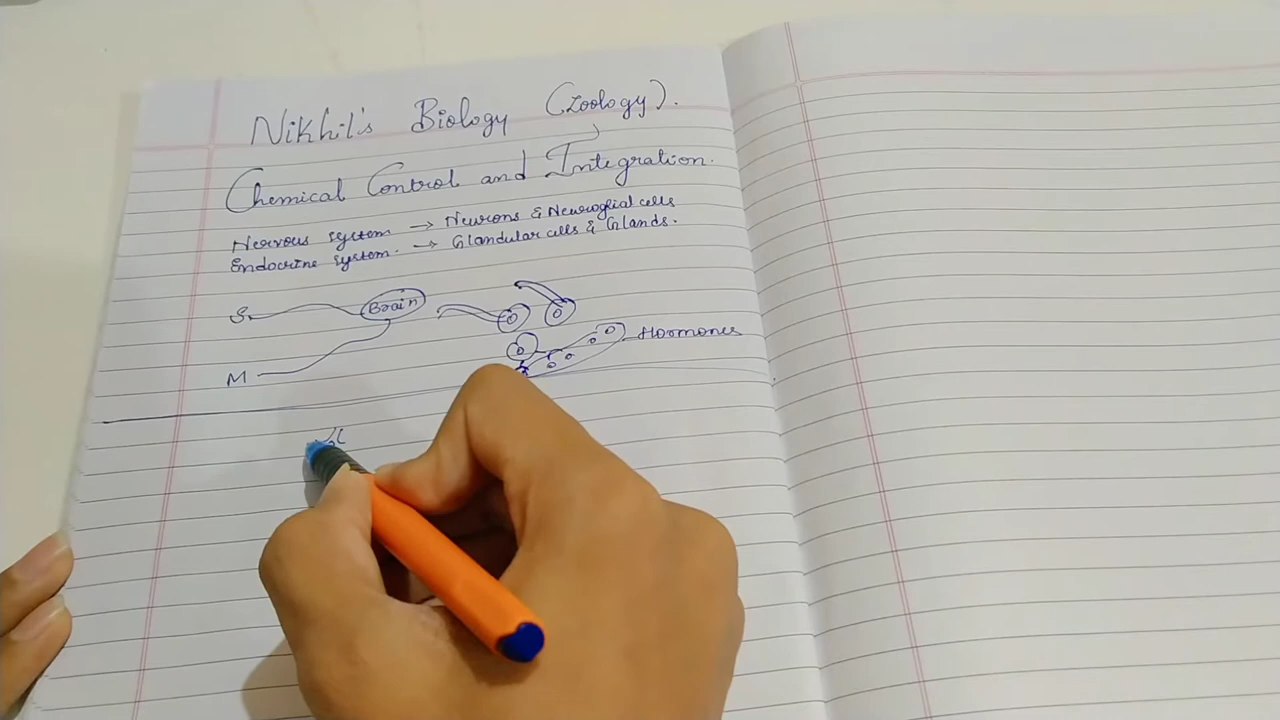 Nikhil's Biology (Zoology).
Chemical Control and Integration.
Nervous system → Neurons & Neuroglial cells
Endocrine system. → Glandular cells & Glands.
S
Brain
Hormones
M